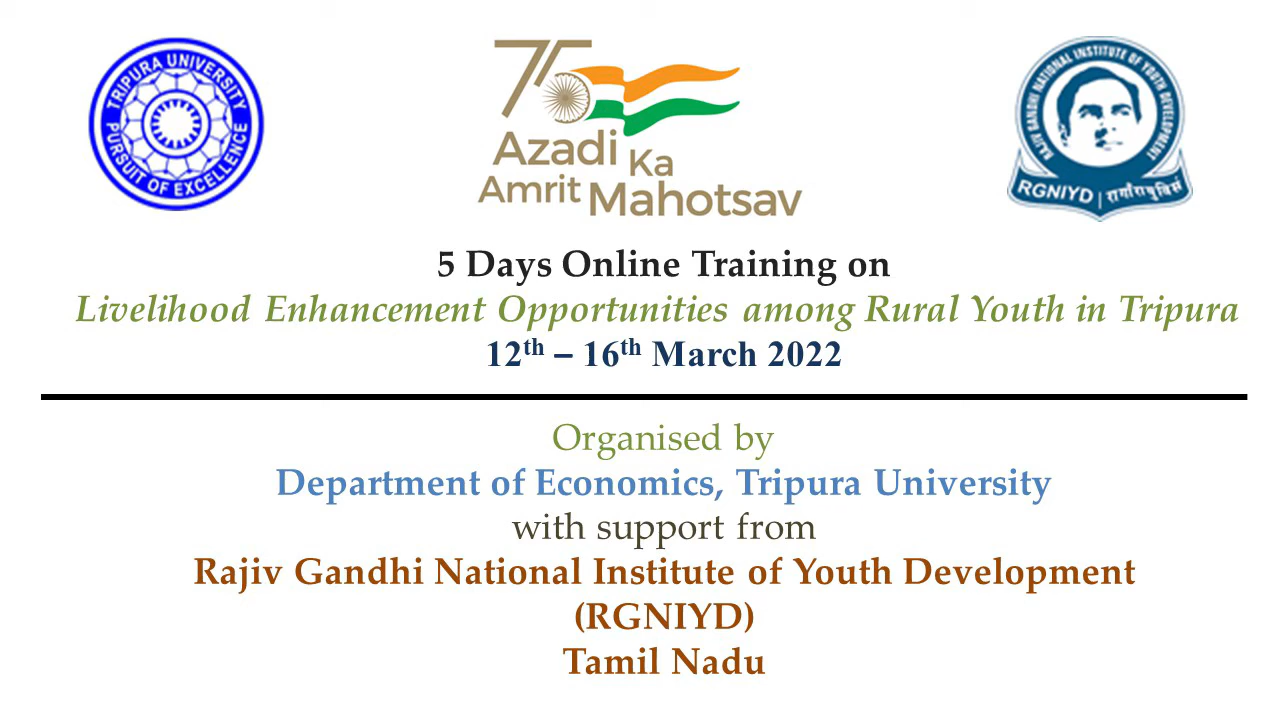 TRIPURA UNIVERSITY
PURSUIT OF EXCELLENCE
75
Azadi Ka
Amrit Mahotsav
RAJIV GANDHI NATIONAL INSTITUTE OF YOUTH DEVELOPMENT
RGNIYD | रागाँरायुविसं
5 Days Online Training on
Livelihood Enhancement Opportunities among Rural Youth in Tripura
12th – 16th March 2022
Organised by
Department of Economics, Tripura University
with support from
Rajiv Gandhi National Institute of Youth Development
(RGNIYD)
Tamil Nadu